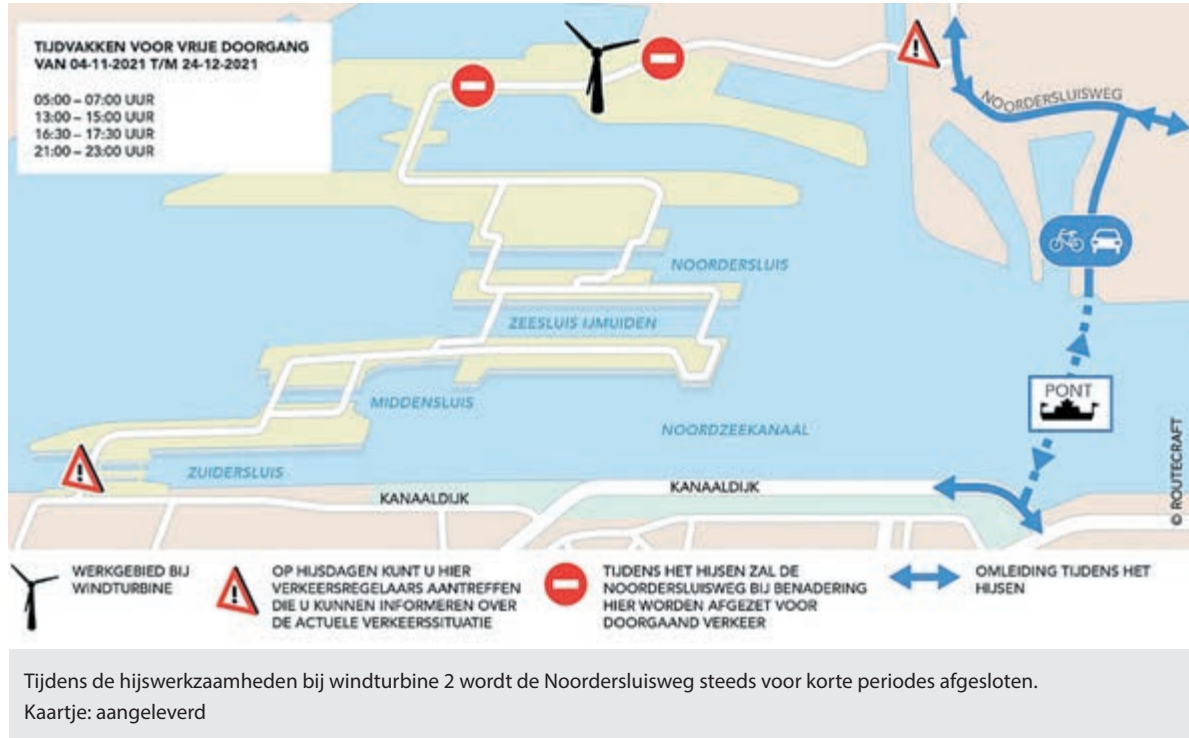 TIJDVAKKEN VOOR VRIJE DOORGANG
VAN 04-11-2021 T/M 24-12-2021
05:00 – 07:00 UUR
13:00 – 15:00 UUR
16:30 – 17:30 UUR
21:00 – 23:00 UUR
NOORDERSLUISWEG
NOORDERSLUIS
ZEESLUIS IJMUIDEN
MIDDENSLUIS
PONT
NOORDZEEKANAAL
ZUIDERSLUIS
KANAALDIJK
KANAALDIJK
© ROUTECRAFT
WERKGEBIED BIJ
WINDTURBINE
OP HIJSDAGEN KUNT U HIER
VERKEERSREGELAARS AANTREFFEN
DIE U KUNNEN INFORMEREN OVER
DE ACTUELE VERKEERSSITUATIE
TIJDENS HET HIJSEN ZAL DE
NOORDERSLUISWEG BIJ BENADERING
HIER WORDEN AFGEZET VOOR
DOORGAAND VERKEER
OMLEIDING TIJDENS HET
HIJSEN
Tijdens de hijswerkzaamheden bij windturbine 2 wordt de Noordersluisweg steeds voor korte periodes afgesloten.
Kaartje: aangeleverd